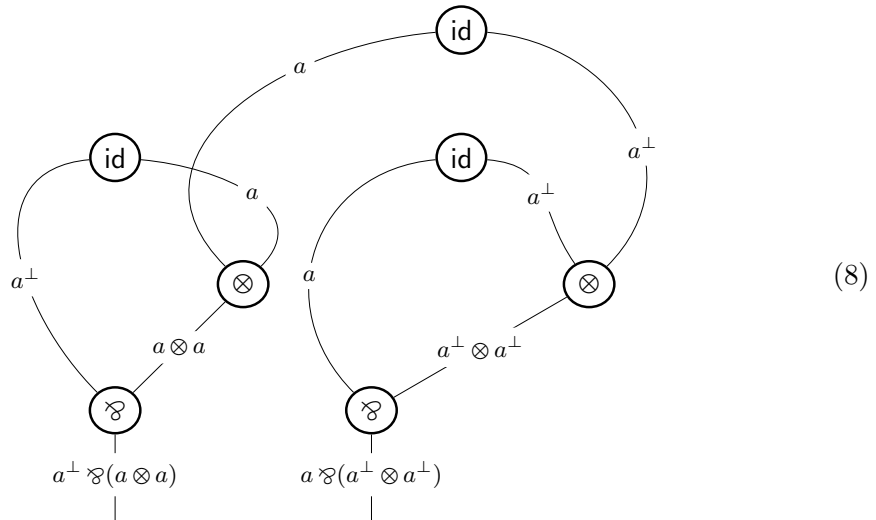 id
a
id
id
a⊥
a
a⊥
a⊥
a
⊗
⊗
(8)
a ⊗ a
a⊥ ⊗ a⊥
⅋
⅋
a⊥ ⅋(a ⊗ a)
a ⅋(a⊥ ⊗ a⊥)